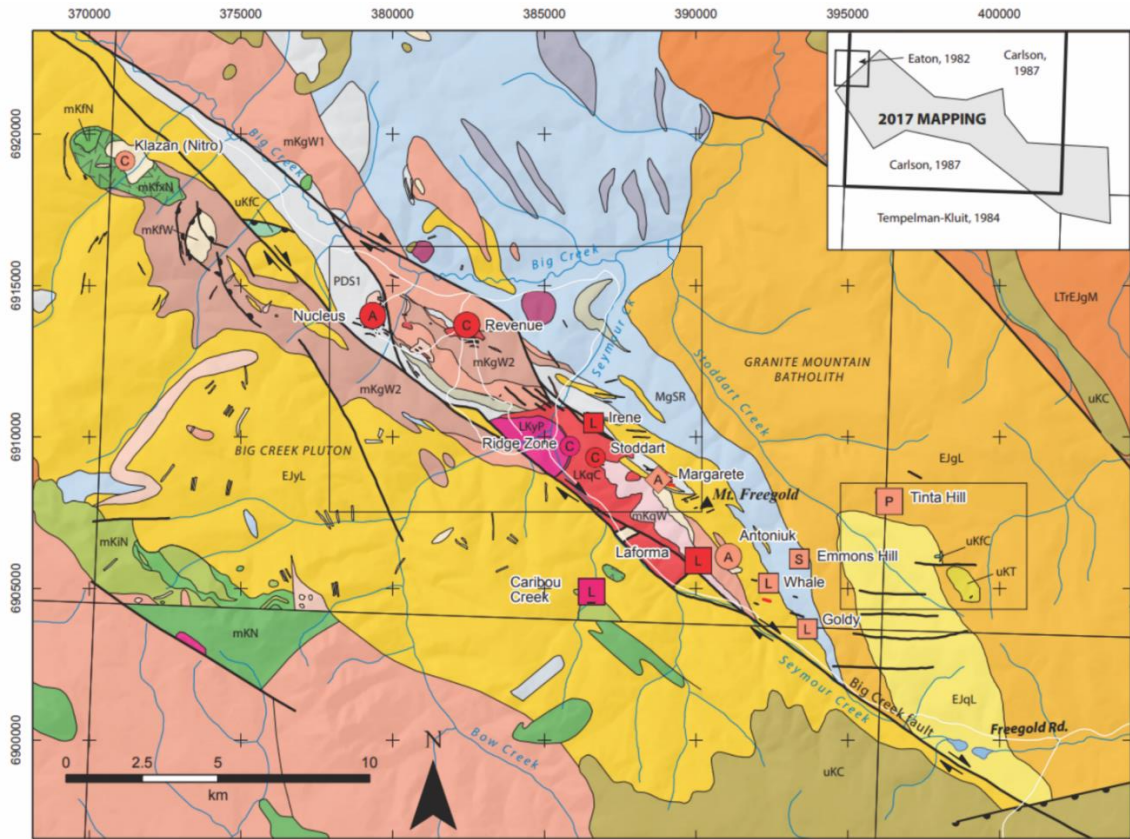 370000
375000
380000
385000
390000
395000
400000
6920000
6915000
6910000
6905000
6900000
Eaton, 1982
Carlson,
1987
2017 MAPPING
Carlson, 1987
Tempelman-Kluit, 1984
mKfN
C
Klazan (Nitro)
mKfxN
mKgW1
Big Creek
uKfC
mKfW
PDS1
Big Creek
Nucleus
A
C
Revenue
mKgW2
mKgW2
Seymour Ck
Stoddart Creek
LTrEJgM
GRANITE MOUNTAIN
BATHOLITH
uKC
MgSR
L
Irene
LKyP
Ridge Zone
C
Stoddart
C
LKqC
BIG CREEK PLUTON
EJyL
A
Margarete
Mt. Freegold
EJgL
P
Tinta Hill
mKgW
mKiN
Antoniuk
A
Laforma
L
S
Emmons Hill
uKfC
uKT
L
Whale
Caribou
Creek
L
L
Goldy
mKN
Seymour Creek
Big Creek fault
EJqL
Freegold Rd.
Bow Creek
uKC
N
0
2.5
5
10
km